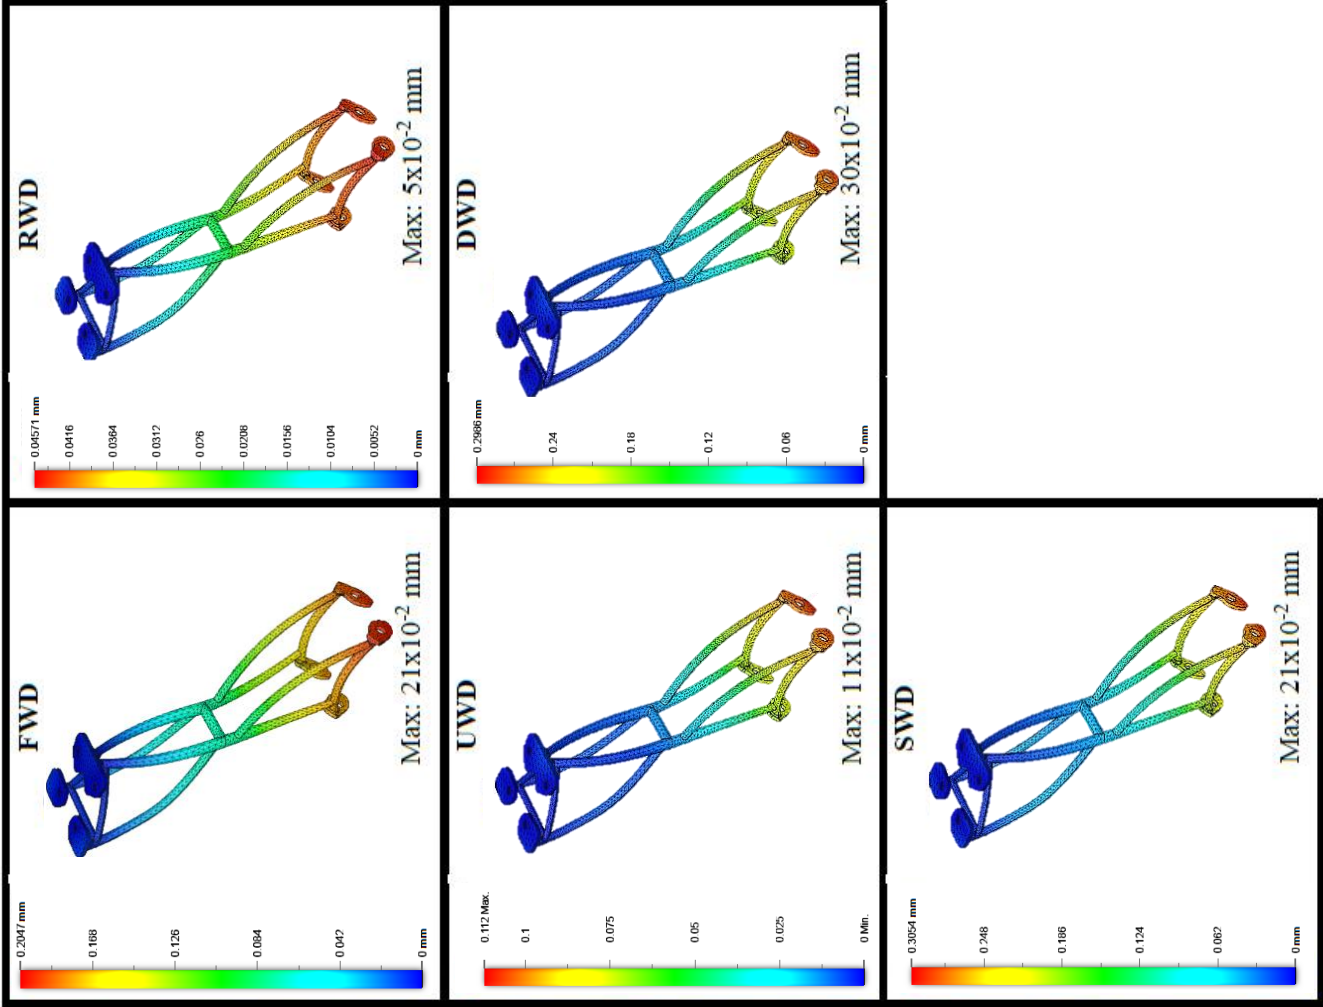 FWD
0.2047 mm
0.168
0.126
0.084
0.042
0 mm
Max: 21x10⁻² mm
RWD
0.04571 mm
0.0416
0.0364
0.0312
0.026
0.0208
0.0156
0.0104
0.0052
0 mm
Max: 5x10⁻² mm
UWD
0.112 Max.
0.1
0.075
0.05
0.025
0 Min.
Max: 11x10⁻² mm
DWD
0.2986 mm
0.24
0.18
0.12
0.06
0 mm
Max: 30x10⁻² mm
SWD
0.3054 mm
0.248
0.186
0.124
0.062
0 mm
Max: 21x10⁻² mm